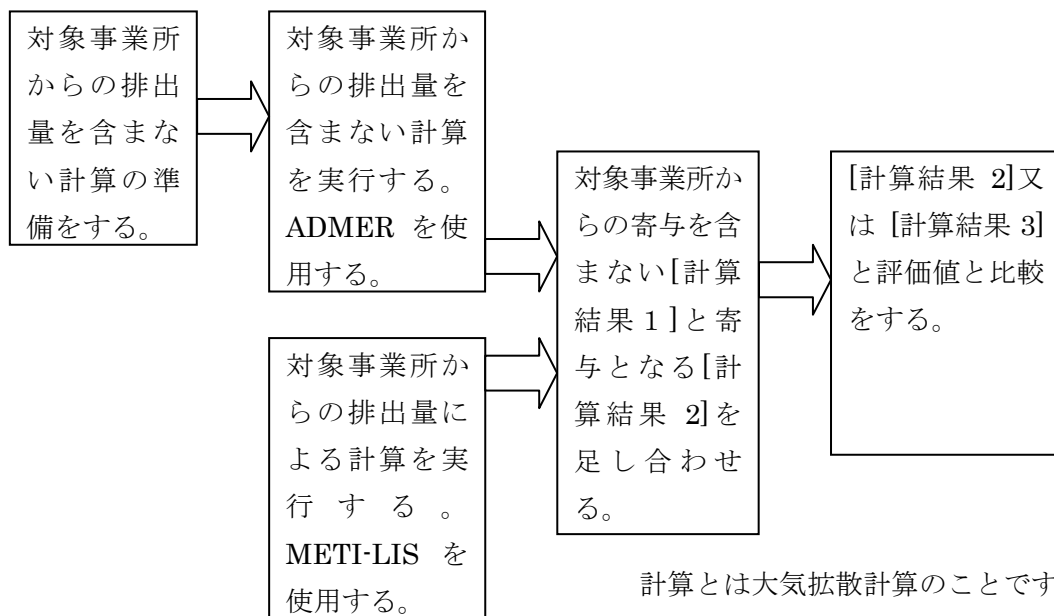 対象事業所
からの排出
量を含まな
い計算の準
備をする。
対象事業所か
らの排出量を
含まない計算
を実行する。
ADMER を使
用する。
対象事業所か
らの排出量に
よる計算を実
行する。
METI-LIS を
使用する。
対象事業所か
らの寄与を含
まない[計算
結果 1]と寄
与となる[計
算結果 2]を
足し合わせ
る。
[計算結果 2]又
は [計算結果 3]
と評価値と比較
をする。
計算とは大気拡散計算のことです